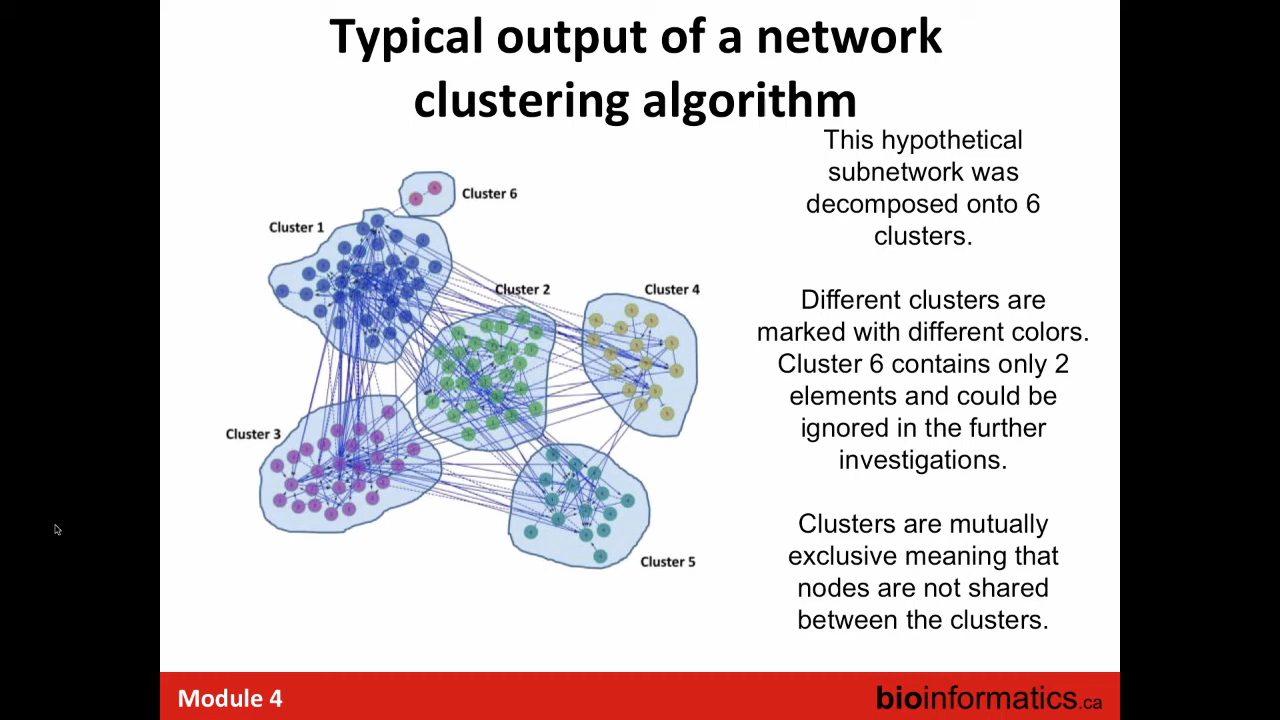 Typical output of a network
clustering algorithm
This hypothetical
subnetwork was
decomposed onto 6
clusters.
Different clusters are
marked with different colors.
Cluster 6 contains only 2
elements and could be
ignored in the further
investigations.
Clusters are mutually
exclusive meaning that
nodes are not shared
between the clusters.
Cluster 6
Cluster 1
Cluster 2
Cluster 4
Cluster 3
Cluster 5
Module 4
bioinformatics.ca